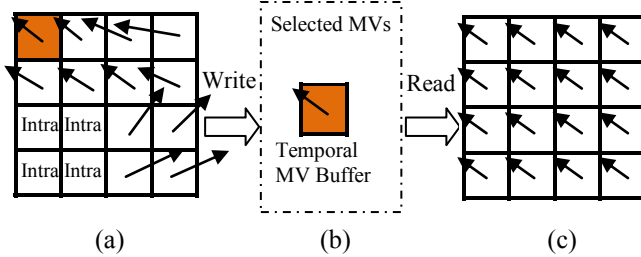 Selected MVs
Write
Read
Intra Intra
Intra Intra
Temporal
MV Buffer
(a)
(b)
(c)